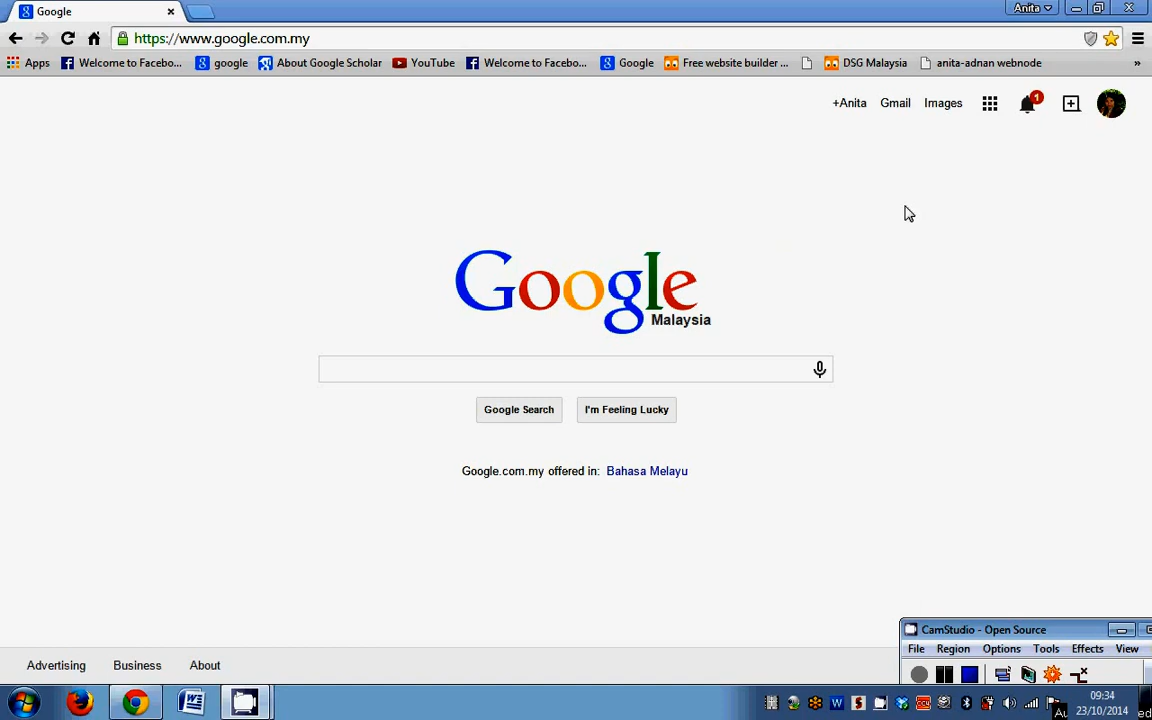 Google
Anita
https://www.google.com.my
Apps Welcome to Facebo... google About Google Scholar YouTube Welcome to Facebo... Google Free website builder ... DSG Malaysia anita-adnan webnode »
+Anita Gmail Images 1
Google
Malaysia
Google Search I'm Feeling Lucky
Google.com.my offered in: Bahasa Melayu
CamStudio - Open Source
File Region Options Tools Effects View
Advertising Business About
09:34
23/10/2014